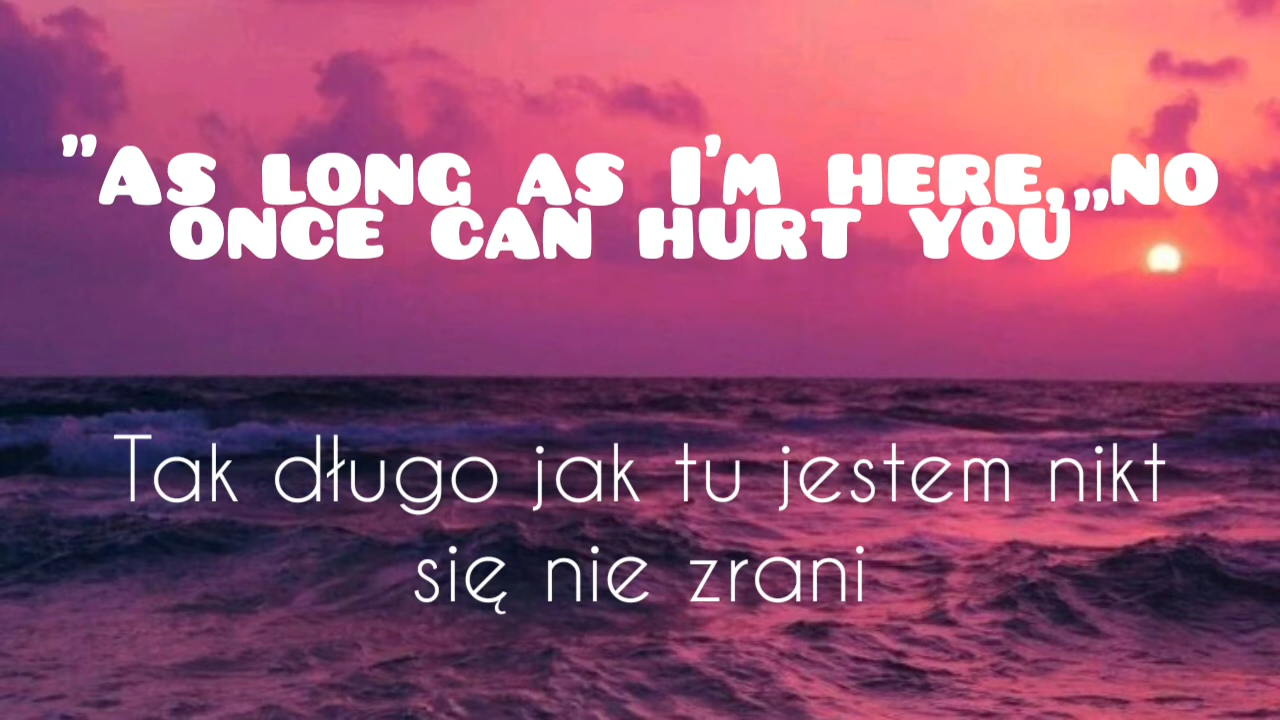 "As long as I'm here,„no
once can hurt you"
Tak długo jak tu jestem nikt
się nie zrani